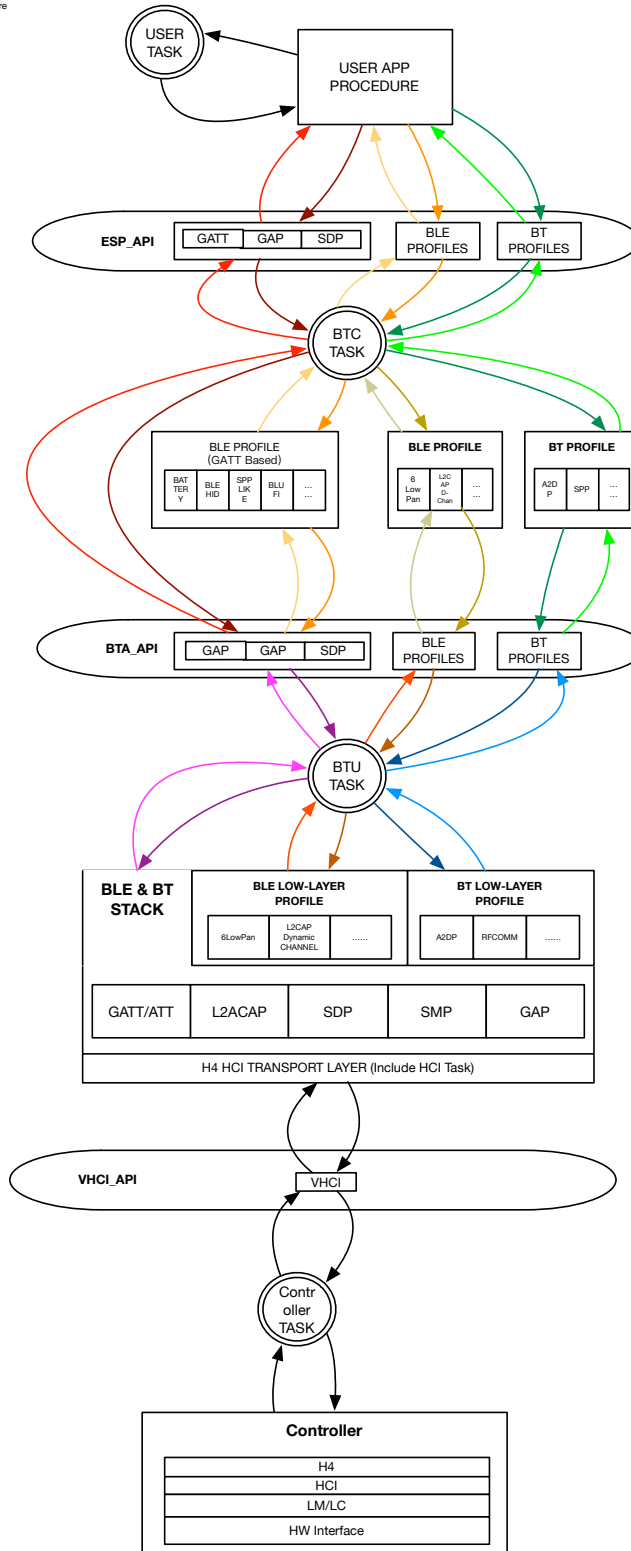 re
USER
TASK
USER APP
PROCEDURE
ESP_API
GATT
GAP
SDP
BLE
PROFILES
BT
PROFILES
BTC
TASK
BLE PROFILE
(GATT Based)
BAT
TER
Y
BLE
HID
SPP
LIK
E
BLU
FI
...
...
BLE PROFILE
6
Low
Pan
L2C
AP
D-
Chan
...
...
BT PROFILE
A2D
P
SPP
...
...
BTA_API
GAP
GAP
SDP
BLE
PROFILES
BT
PROFILES
BTU
TASK
BLE & BT
STACK
BLE LOW-LAYER
PROFILE
6LowPan
L2CAP
Dynamic
CHANNEL
......
BT LOW-LAYER
PROFILE
A2DP
RFCOMM
......
GATT/ATT
L2ACAP
SDP
SMP
GAP
H4 HCI TRANSPORT LAYER (Include HCI Task)
VHCI_API
VHCI
Contr
oller
TASK
Controller
H4
HCI
LM/LC
HW Interface